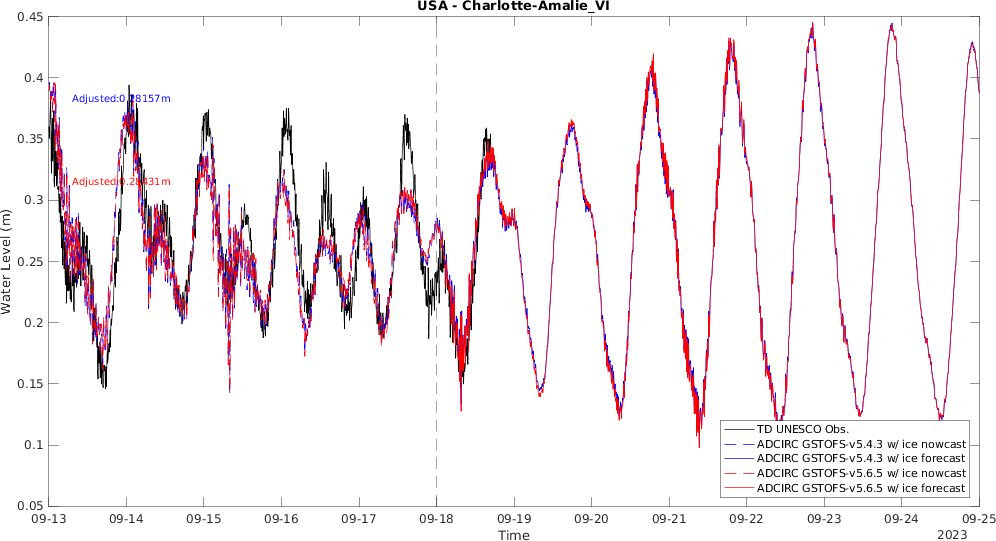 USA - Charlotte-Amalie_VI
0.45
0.4
0.35
0.3
0.25
0.2
0.15
0.1
0.05
Water Level (m)
Adjusted:0.28157m
Adjusted:0.28431m
TD UNESCO Obs.
ADCIRC GSTOFS-v5.4.3 w/ ice nowcast
ADCIRC GSTOFS-v5.4.3 w/ ice forecast
ADCIRC GSTOFS-v5.6.5 w/ ice nowcast
ADCIRC GSTOFS-v5.6.5 w/ ice forecast
09-13 09-14 09-15 09-16 09-17 09-18 09-19 09-20 09-21 09-22 09-23 09-24 09-25
Time
2023